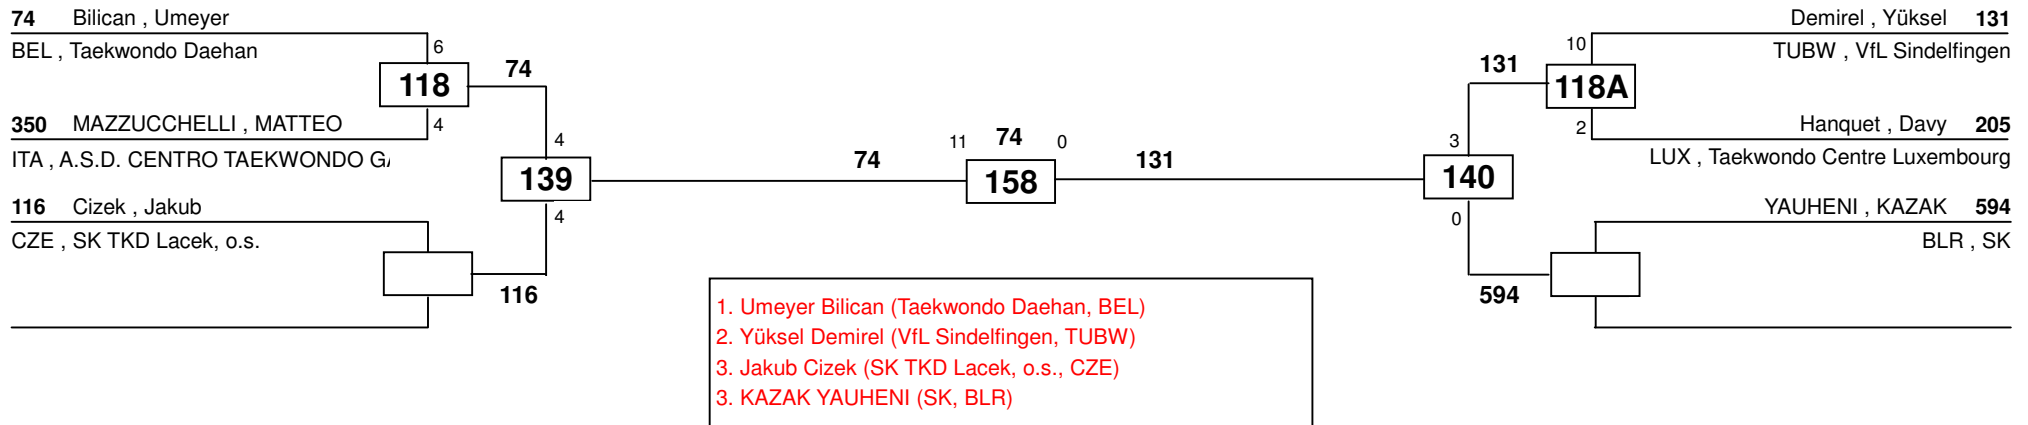 74 Bilican , Umeyer
BEL , Taekwondo Daehan
6
118
74
4
350 MAZZUCCHELLI , MATTEO
ITA , A.S.D. CENTRO TAEKWONDO
4
139
74
4
116 Cizek , Jakub
CZE , SK TKD Lacek, o.s.
116
11 74 0
158
131
Demirel , Yüksel 131
TUBW , VfL Sindelfingen
10
131
118A
2
Hanquet , Davy 205
LUX , Taekwondo Centre Luxembourg
3
140
0
YAUHENI , KAZAK 594
BLR , SK
594
1. Umeyer Bilican (Taekwondo Daehan, BEL)
2. Yüksel Demirel (VfL Sindelfingen, TUBW)
3. Jakub Cizek (SK TKD Lacek, o.s., CZE)
3. KAZAK YAUHENI (SK, BLR)